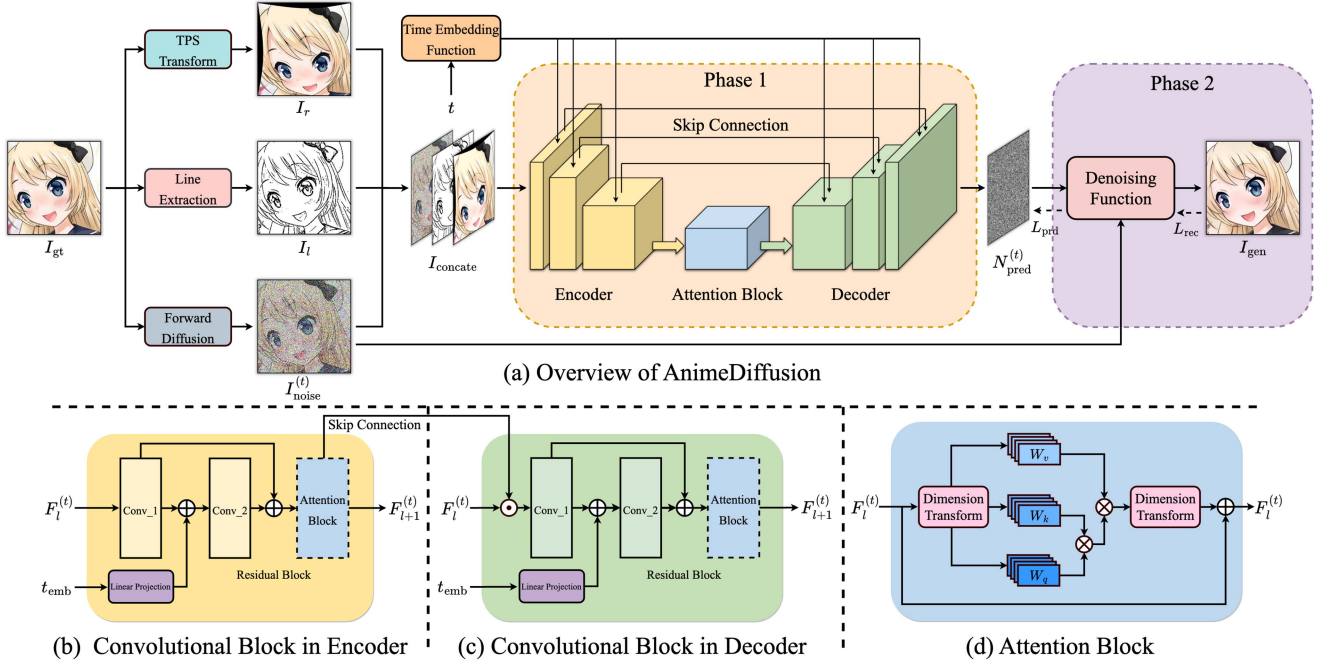 TPS
Transform
I_r
Time Embedding
Function
t
Phase 1
Phase 2
Skip Connection
I_gt
Line
Extraction
I_l
I_concate
Encoder
Attention Block
Decoder
N_pred^(t)
L_prd
Denoising
Function
L_rec
I_gen
Forward
Diffusion
I_noise^(t)
(a) Overview of AnimeDiffusion
Skip Connection
F_l^(t)
Conv_1
Conv_2
Attention
Block
F_{l+1}^(t)
Residual Block
t_emb
Linear Projection
(b) Convolutional Block in Encoder
F_l^(t)
Conv_1
Conv_2
Attention
Block
F_{l+1}^(t)
Residual Block
t_emb
Linear Projection
(c) Convolutional Block in Decoder
F_l^(t)
Dimension
Transform
W_v
W_k
W_q
Dimension
Transform
F_l^(t)
(d) Attention Block